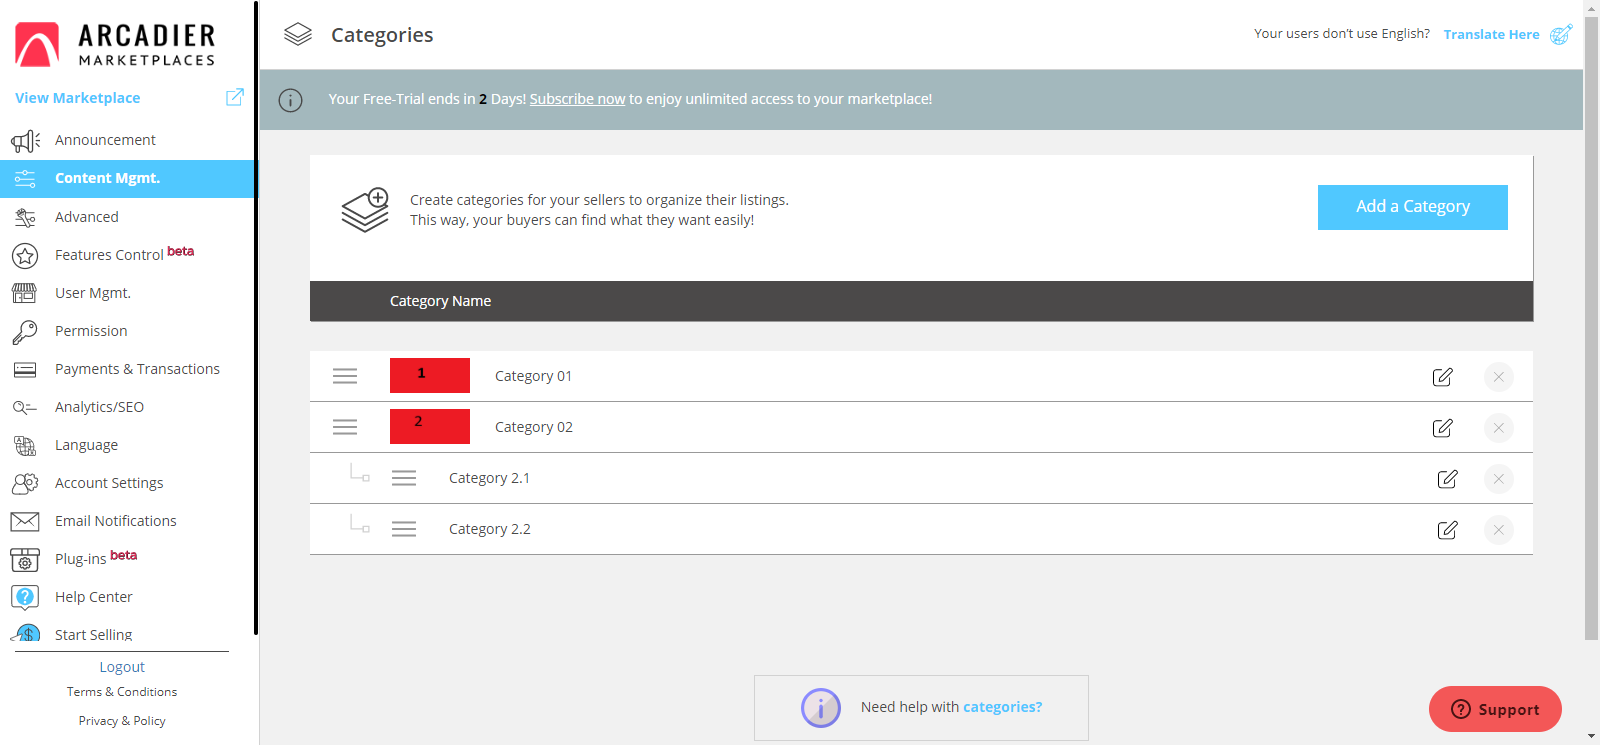 ARCADIER
MARKETPLACES
View Marketplace
Announcement
Content Mgmt.
Advanced
Features Control beta
User Mgmt.
Permission
Payments & Transactions
Analytics/SEO
Language
Account Settings
Email Notifications
Plug-ins beta
Help Center
Start Selling
Logout
Terms & Conditions
Privacy & Policy
Categories
Your users don't use English? Translate Here
Your Free-Trial ends in 2 Days! Subscribe now to enjoy unlimited access to your marketplace!
Create categories for your sellers to organize their listings.
This way, your buyers can find what they want easily!
Add a Category
Category Name
1 Category 01
2 Category 02
Category 2.1
Category 2.2
Need help with categories?
Support